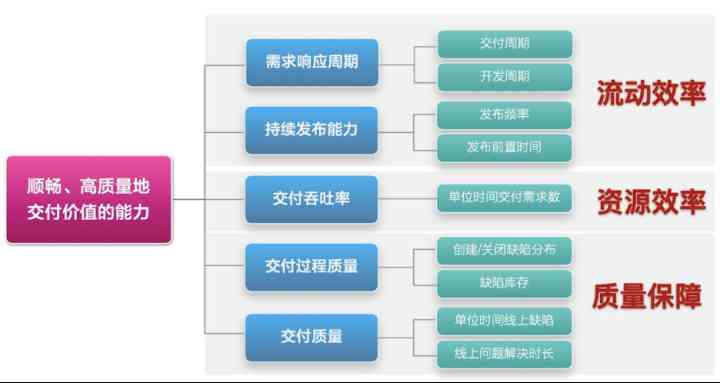 顺畅、高质量地
交付价值的能力
需求响应周期
交付周期
开发周期
持续发布能力
发布频率
发布前置时间
流动效率
交付吞吐率
单位时间交付需求数
资源效率
交付过程质量
创建/关闭缺陷分布
缺陷库存
交付质量
单位时间线上缺陷
线上问题解决时长
质量保障